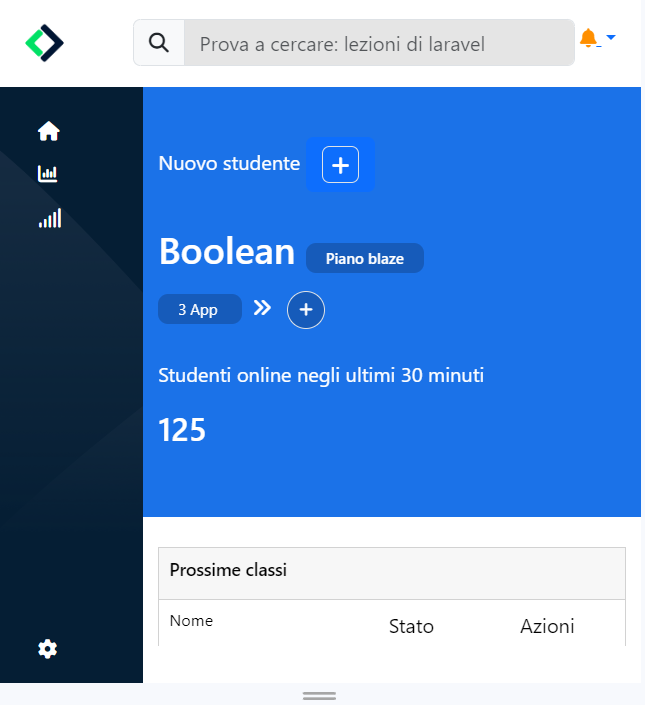 Prova a cercare: lezioni di laravel
Nuovo studente
Boolean Piano blaze
3 App
Studenti online negli ultimi 30 minuti
125
Prossime classi
Nome Stato Azioni